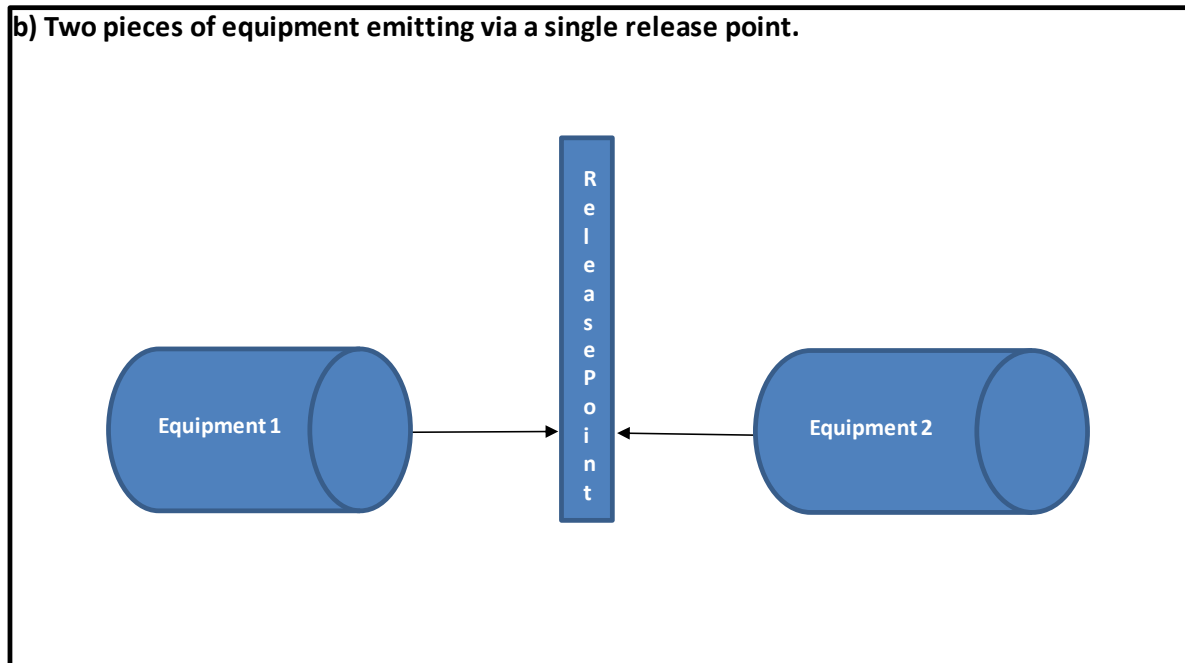 b) Two pieces of equipment emitting via a single release point.
R
e
l
e
a
s
e
P
o
i
n
t
Equipment 1
Equipment 2